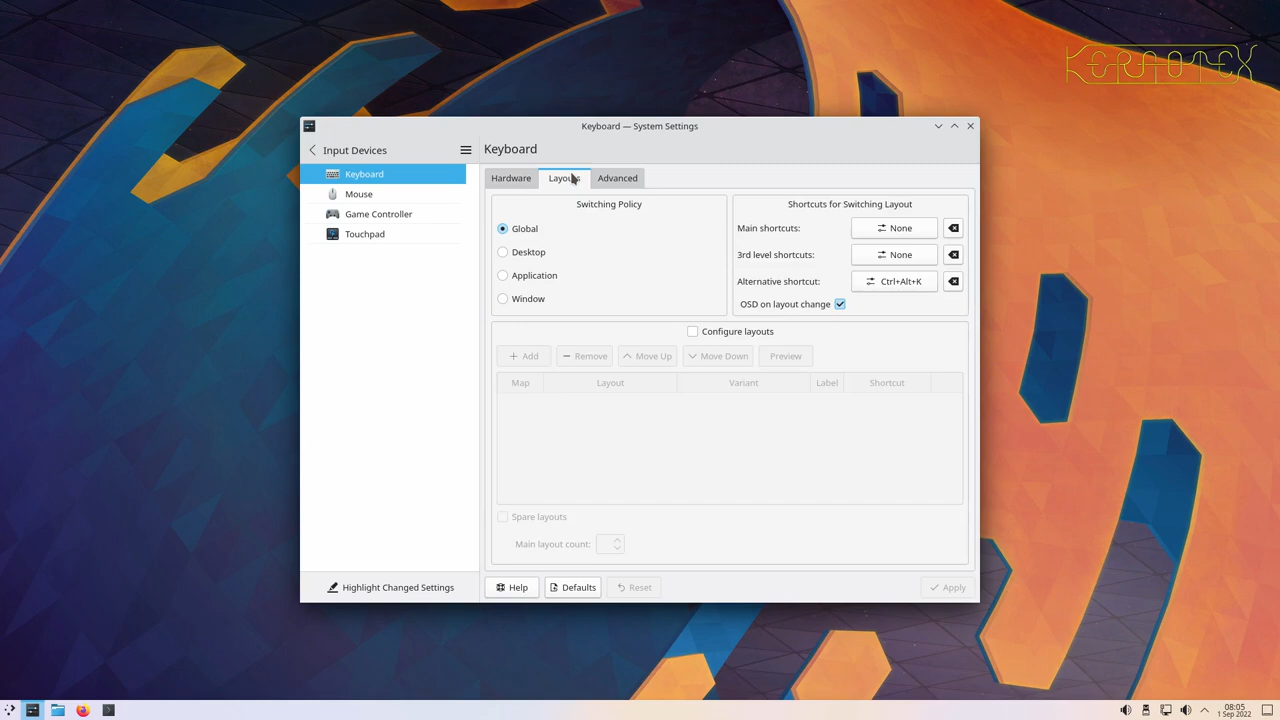 KERAOTEX
Keyboard — System Settings
Input Devices
Keyboard
Keyboard
Mouse
Game Controller
Touchpad
Hardware
Layouts
Advanced
Switching Policy
Global
Desktop
Application
Window
Shortcuts for Switching Layout
Main shortcuts:
None
3rd level shortcuts:
None
Alternative shortcut:
Ctrl+Alt+K
OSD on layout change
Configure layouts
Add
Remove
Move Up
Move Down
Preview
Map
Layout
Variant
Label
Shortcut
Spare layouts
Main layout count:
Highlight Changed Settings
Help
Defaults
Reset
Apply
08:05
1 Sep 2022